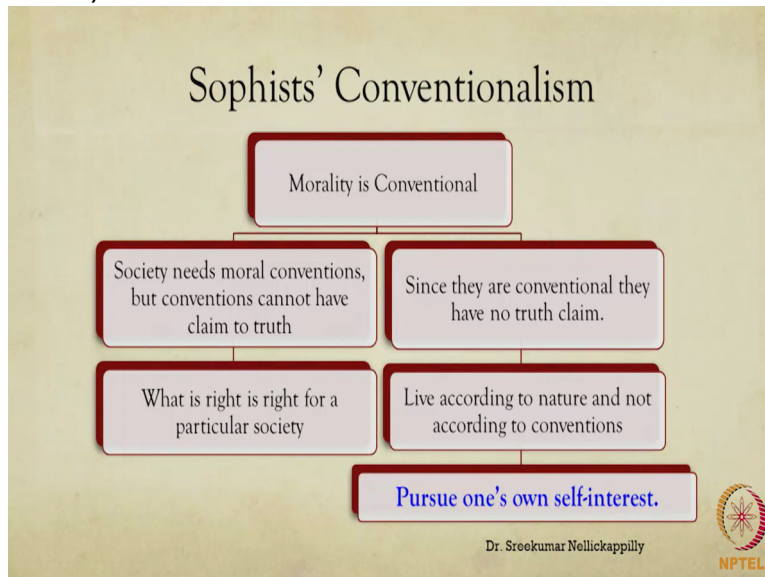 Sophists' Conventionalism
Morality is Conventional
Society needs moral conventions,
but conventions cannot have
claim to truth
Since they are conventional they
have no truth claim.
What is right is right for a
particular society
Live according to nature and not
according to conventions
Pursue one's own self-interest.
Dr. Sreekumar Nellickappilly
NPTEL